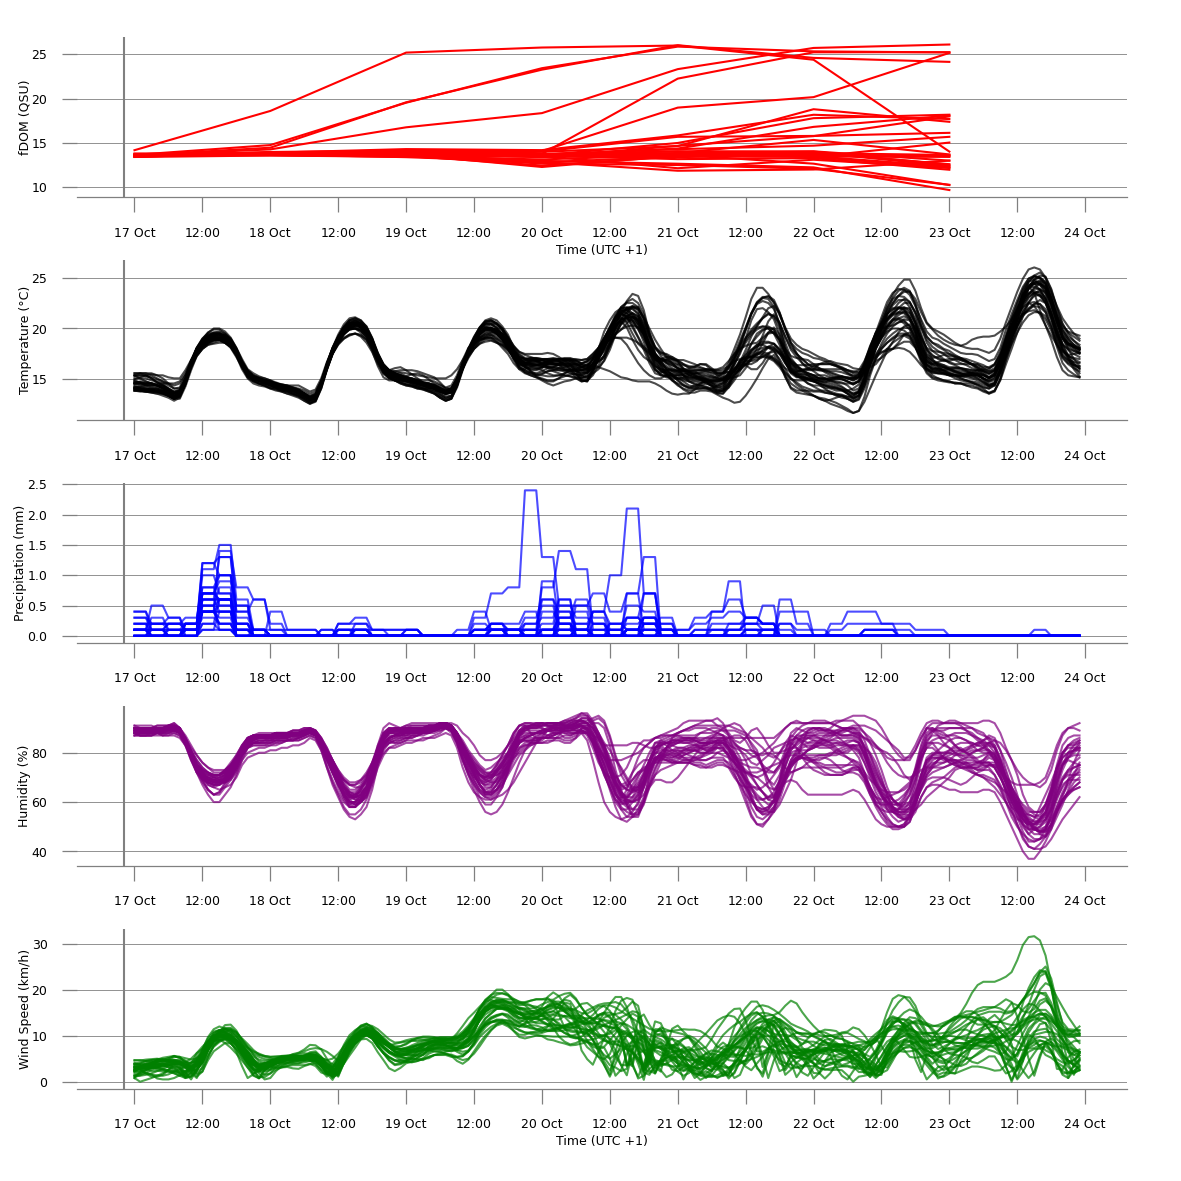 fDOM (QSU)
25
20
15
10
17 Oct 12:00 18 Oct 12:00 19 Oct 12:00 20 Oct 12:00 21 Oct 12:00 22 Oct 12:00 23 Oct 12:00 24 Oct
Time (UTC +1)
Temperature (°C)
25
20
15
17 Oct 12:00 18 Oct 12:00 19 Oct 12:00 20 Oct 12:00 21 Oct 12:00 22 Oct 12:00 23 Oct 12:00 24 Oct
Precipitation (mm)
2.5
2.0
1.5
1.0
0.5
0.0
17 Oct 12:00 18 Oct 12:00 19 Oct 12:00 20 Oct 12:00 21 Oct 12:00 22 Oct 12:00 23 Oct 12:00 24 Oct
Humidity (%)
80
60
40
17 Oct 12:00 18 Oct 12:00 19 Oct 12:00 20 Oct 12:00 21 Oct 12:00 22 Oct 12:00 23 Oct 12:00 24 Oct
Wind Speed (km/h)
30
20
10
0
17 Oct 12:00 18 Oct 12:00 19 Oct 12:00 20 Oct 12:00 21 Oct 12:00 22 Oct 12:00 23 Oct 12:00 24 Oct
Time (UTC +1)